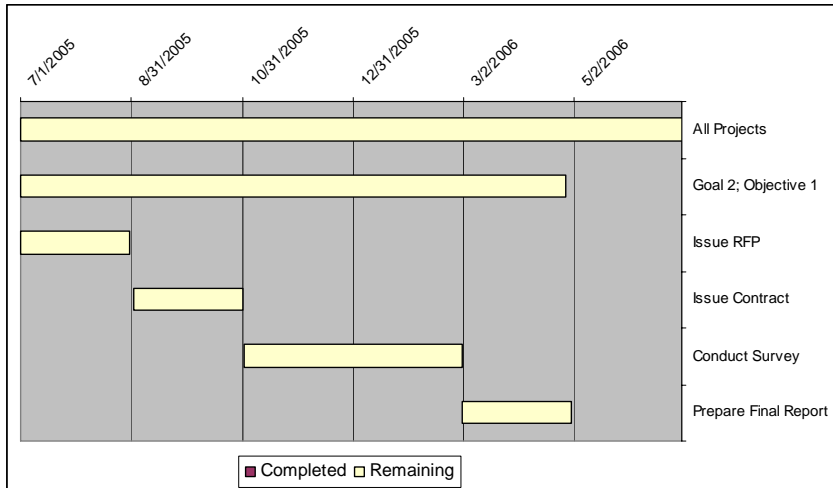 7/1/2005
8/31/2005
10/31/2005
12/31/2005
3/2/2006
5/2/2006
All Projects
Goal 2; Objective 1
Issue RFP
Issue Contract
Conduct Survey
Prepare Final Report
Completed Remaining